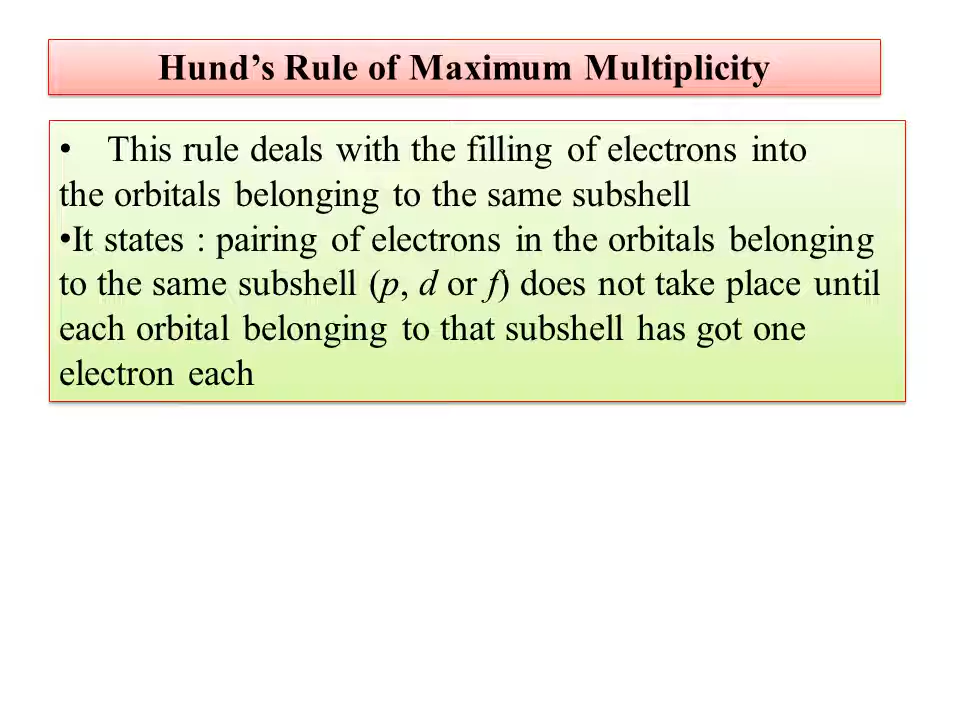 Hund’s Rule of Maximum Multiplicity
• This rule deals with the filling of electrons into
the orbitals belonging to the same subshell
•It states : pairing of electrons in the orbitals belonging
to the same subshell (p, d or f) does not take place until
each orbital belonging to that subshell has got one
electron each